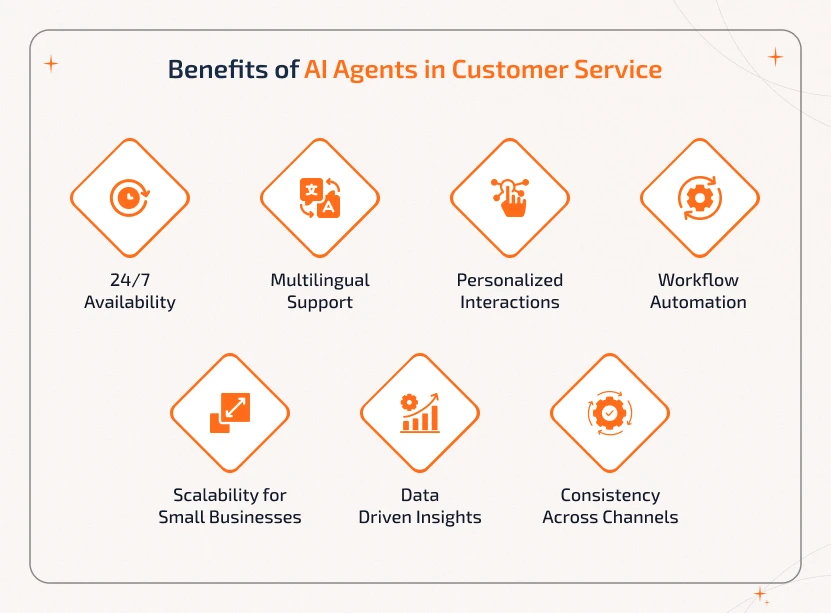 Benefits of AI Agents in Customer Service
文
A
24/7
Availability
Multilingual
Support
Personalized
Interactions
Workflow
Automation
Scalability for
Small Businesses
Data
Driven Insights
Consistency
Across Channels